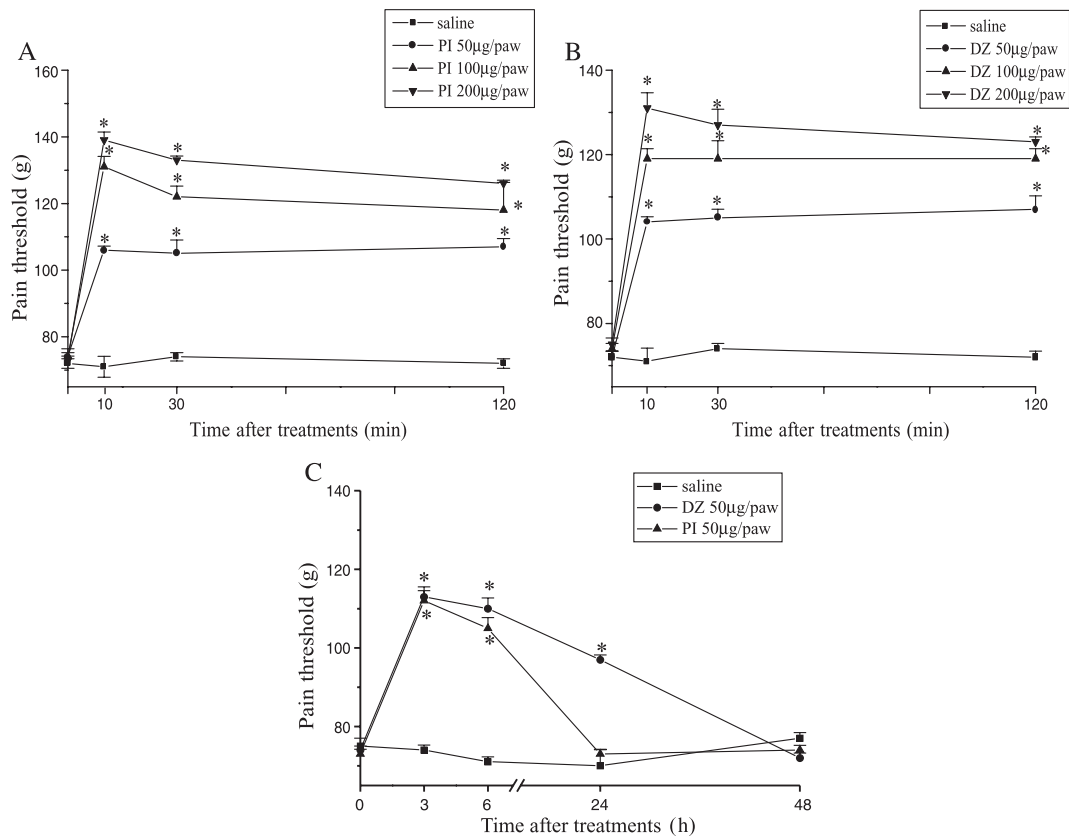 A
saline
PI 50μg/paw
PI 100μg/paw
PI 200μg/paw
160
140
120
100
80
Pain threshold (g)
* * *
* * *
* * *
10 30 120
Time after treatments (min)
B
saline
DZ 50μg/paw
DZ 100μg/paw
DZ 200μg/paw
140
120
100
80
Pain threshold (g)
* * *
* * *
* * *
10 30 120
Time after treatments (min)
C
saline
DZ 50μg/paw
PI 50μg/paw
140
120
100
80
Pain threshold (g)
* * *
* *
0 3 6 24 48
Time after treatments (h)